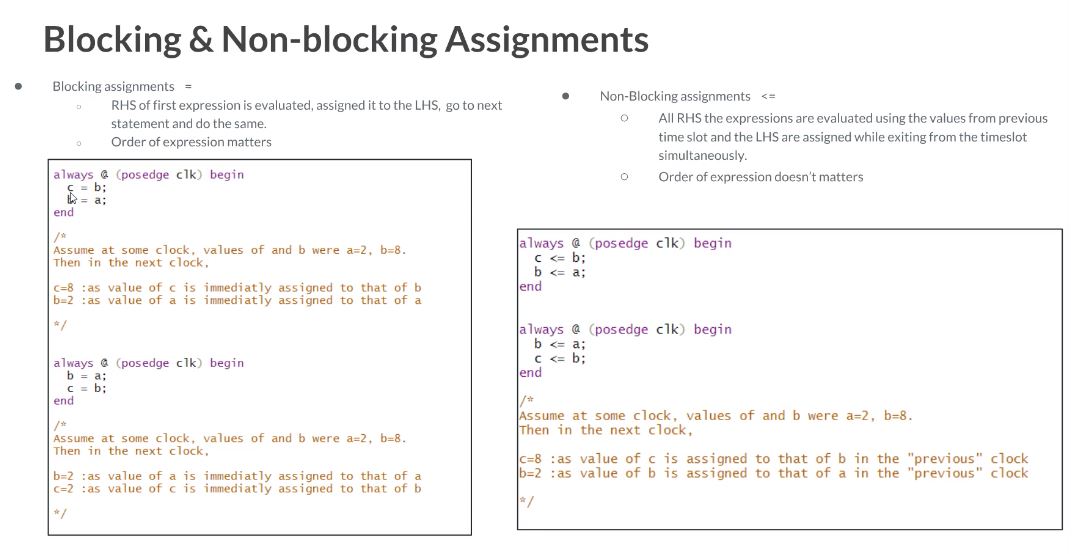 Blocking & Non-blocking Assignments
Blocking assignments =
RHS of first expression is evaluated, assigned it to the LHS, go to next
statement and do the same.
Order of expression matters
always @ (posedge clk) begin
c = b;
b = a;
end
/*
Assume at some clock, values of and b were a=2, b=8.
Then in the next clock,
c=8 :as value of c is immediatly assigned to that of b
b=2 :as value of a is immediatly assigned to that of a
*/
always @ (posedge clk) begin
b = a;
c = b;
end
/*
Assume at some clock, values of and b were a=2, b=8.
Then in the next clock,
b=2 :as value of a is immediatly assigned to that of a
c=2 :as value of c is immediatly assigned to that of b
*/
Non-Blocking assignments <=
All RHS the expressions are evaluated using the values from previous
time slot and the LHS are assigned while exiting from the timeslot
simultaneously.
Order of expression doesn't matters
always @ (posedge clk) begin
c <= b;
b <= a;
end
always @ (posedge clk) begin
b <= a;
c <= b;
end
/*
Assume at some clock, values of and b were a=2, b=8.
Then in the next clock,
c=8 :as value of c is assigned to that of b in the "previous" clock
b=2 :as value of b is assigned to that of a in the "previous" clock
*/